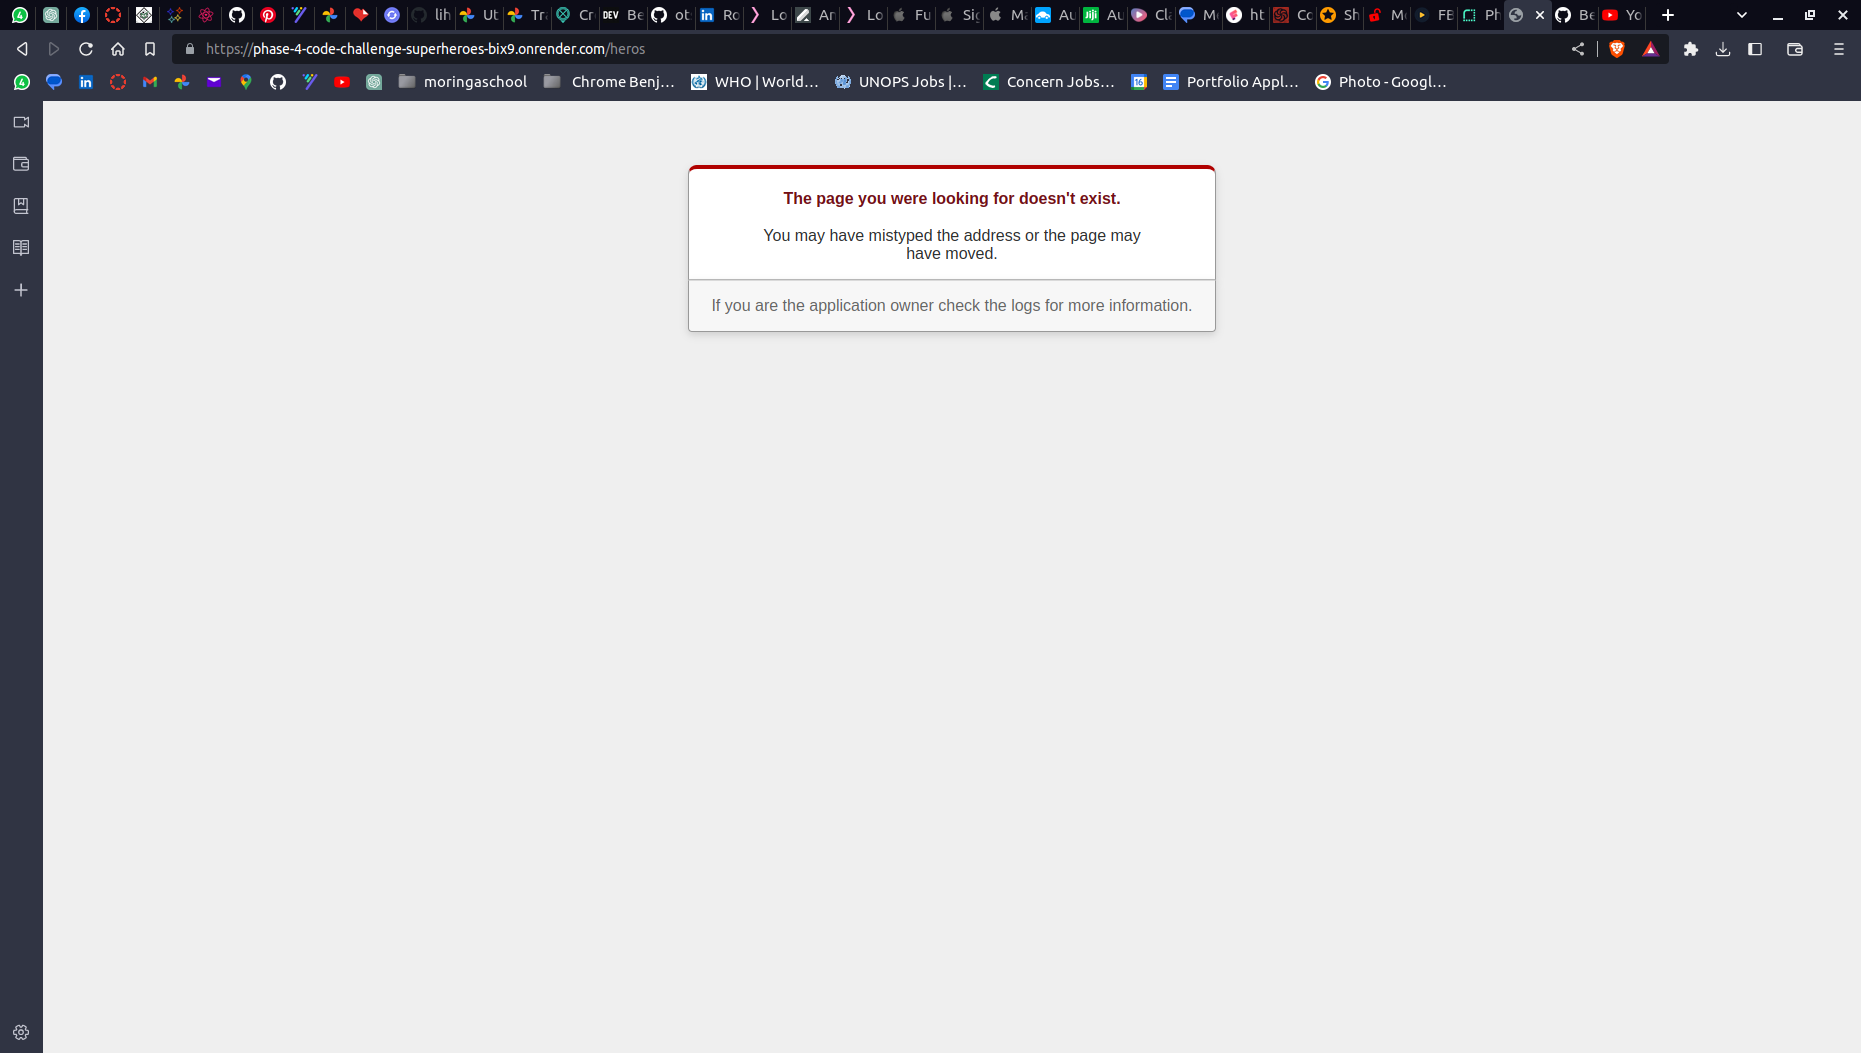 lih
Ut
Tra
Cr
DEV
Be
ot
Ro
Lo
An
Lo
Fu
Sig
Ma
Au
Jiji
Au
Cla
ht
Co
Sh
FE
Ph
Be
Yo
https://phase-4-code-challenge-superheroes-bix9.onrender.com/heros
moringaschool
Chrome Benj...
WHO | World...
UNOPS Jobs |...
Concern Jobs...
Portfolio Appl...
Photo - Googl...
The page you were looking for doesn't exist.
You may have mistyped the address or the page may
have moved.
If you are the application owner check the logs for more information.